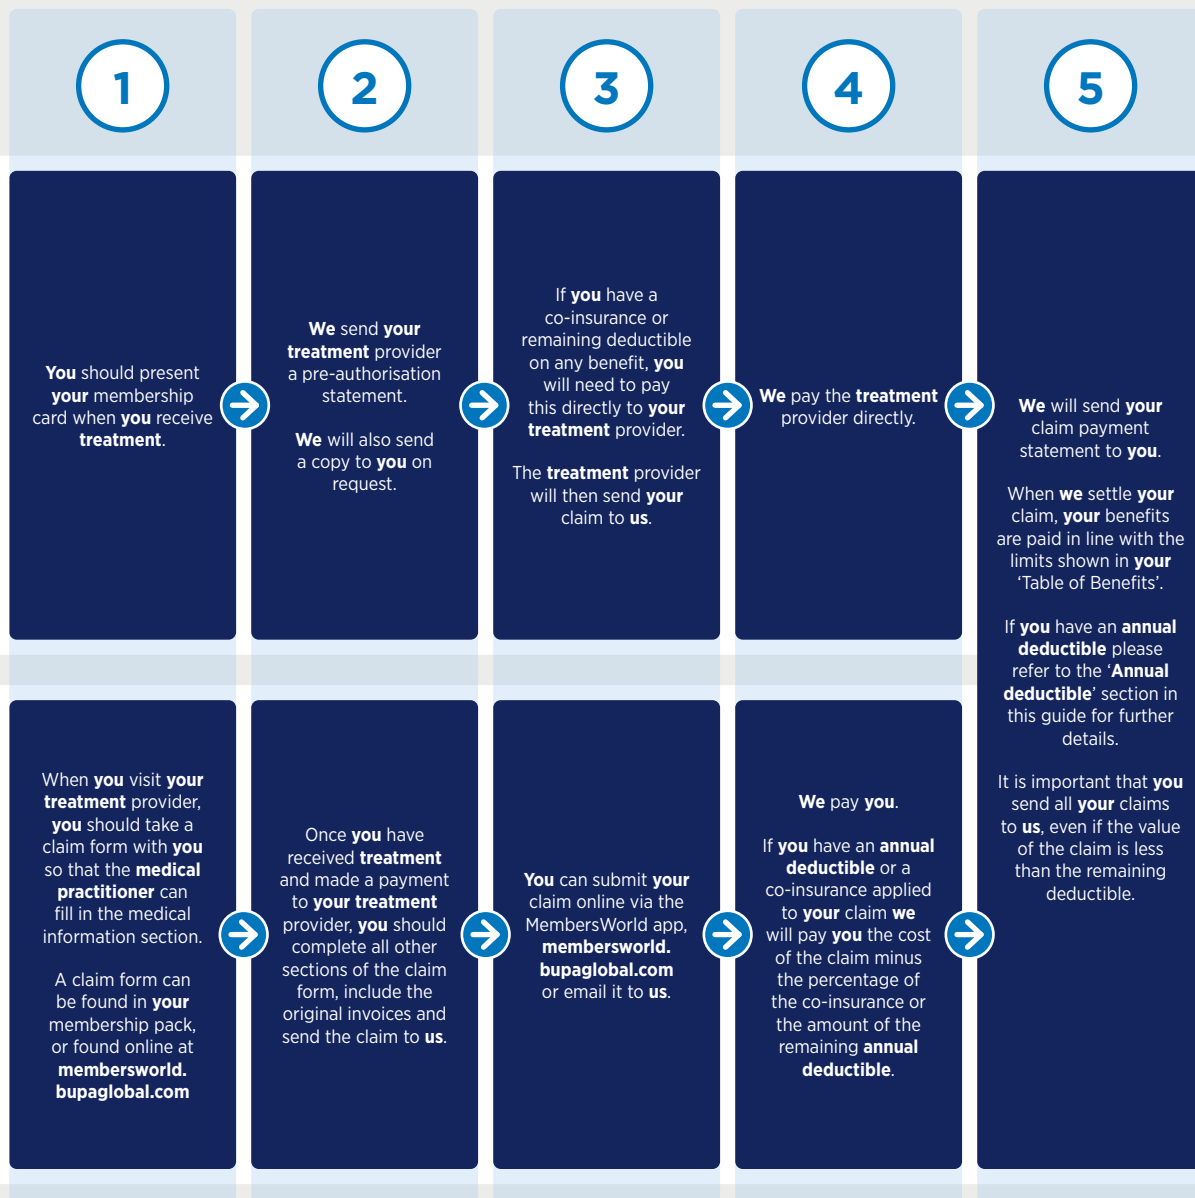 1
2
3
4
5
You should present
your membership
card when you receive
treatment.
We send your
treatment provider
a pre-authorisation
statement.
We will also send
a copy to you on
request.
If you have a
co-insurance or
remaining deductible
on any benefit, you
will need to pay
this directly to your
treatment provider.
The treatment provider
will then send your
claim to us.
We pay the treatment
provider directly.
When you visit your
treatment provider,
you should take a
claim form with you
so that the medical
practitioner can
fill in the medical
information section.
A claim form can
be found in your
membership pack,
or found online at
membersworld.
bupaglobal.com
Once you have
received treatment
and made a payment
to your treatment
provider, you should
complete all other
sections of the claim
form, include the
original invoices and
send the claim to us.
You can submit your
claim online via the
MembersWorld app,
membersworld.
bupaglobal.com
or email it to us.
We pay you.
If you have an annual
deductible or a
co-insurance applied
to your claim we
will pay you the cost
of the claim minus
the percentage of
the co-insurance or
the amount of the
remaining annual
deductible.
We will send your
claim payment
statement to you.
When we settle your
claim, your benefits
are paid in line with the
limits shown in your
‘Table of Benefits’.
If you have an annual
deductible please
refer to the ‘Annual
deductible’ section in
this guide for further
details.
It is important that you
send all your claims
to us, even if the value
of the claim is less
than the remaining
deductible.